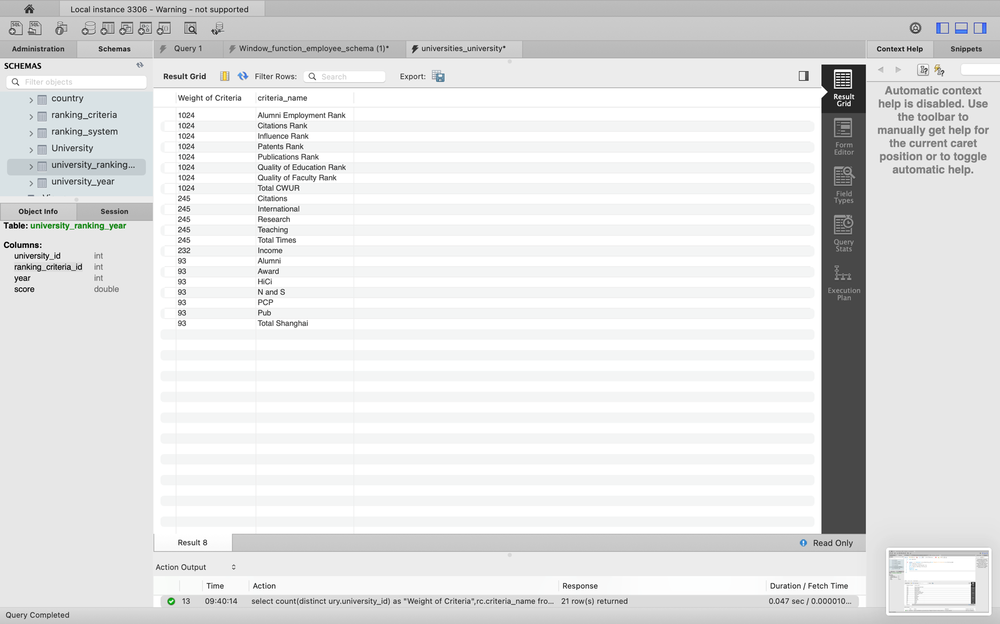 Local instance 3306 - Warning - not supported
Administration
Schemas
Query 1
Window_function_employee_schema (1)*
universities_university*
Context Help
Snippets
SCHEMAS
Filter objects
country
ranking_criteria
ranking_system
University
university_ranking...
university_year
Object Info
Session
Table: university_ranking_year
Columns:
university_id int
ranking_criteria_id int
year int
score double
Result Grid
Filter Rows:
Search
Export:
Weight of Criteria criteria_name
1024 Alumni Employment Rank
1024 Citations Rank
1024 Influence Rank
1024 Patents Rank
1024 Publications Rank
1024 Quality of Education Rank
1024 Quality of Faculty Rank
1024 Total CWUR
245 Citations
245 International
245 Research
245 Teaching
245 Total Times
232 Income
93 Alumni
93 Award
93 HiCi
93 N and S
93 PCP
93 Pub
93 Total Shanghai
Result
Grid
Form
Editor
Field
Types
Query
Stats
Execution
Plan
Automatic context
help is disabled. Use
the toolbar to
manually get help for
the current caret
position or to toggle
automatic help.
Result 8
Read Only
Action Output
Time Action Response Duration / Fetch Time
13 09:40:14 select count(distinct ury.university_id) as "Weight of Criteria",rc.criteria_name fro... 21 row(s) returned 0.047 sec / 0.000010...
Query Completed